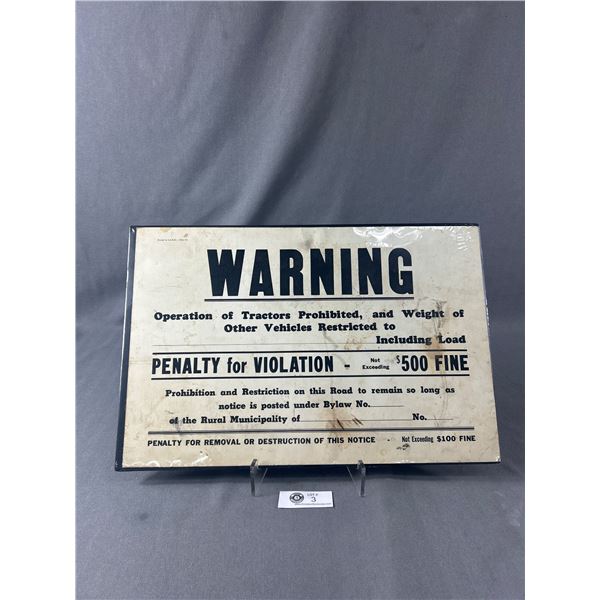 WARNING
Operation of Tractors Prohibited, and Weight of
Other Vehicles Restricted to
Including Load
PENALTY for VIOLATION - Not Exceeding $500 FINE
Prohibition and Restriction on this Road to remain so long as
notice is posted under Bylaw No.
of the Rural Municipality of No.
PENALTY FOR REMOVAL OR DESTRUCTION OF THIS NOTICE - Not Exceeding $100 FINE
LOT #
3